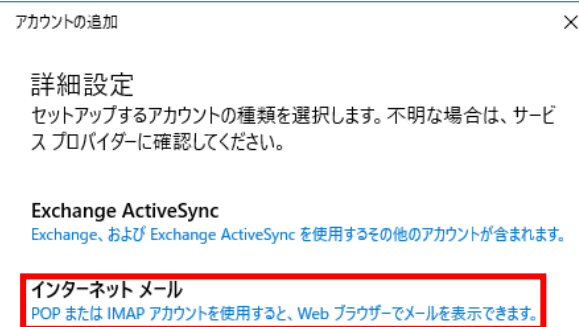 アカウントの追加
詳細設定
セットアップするアカウントの種類を選択します。不明な場合は、サービ
ス プロバイダーに確認してください。
Exchange ActiveSync
Exchange、および Exchange ActiveSync を使用するその他のアカウントが含まれます。
インターネット メール
POP または IMAP アカウントを使用すると、Web ブラウザーでメールを表示できます。